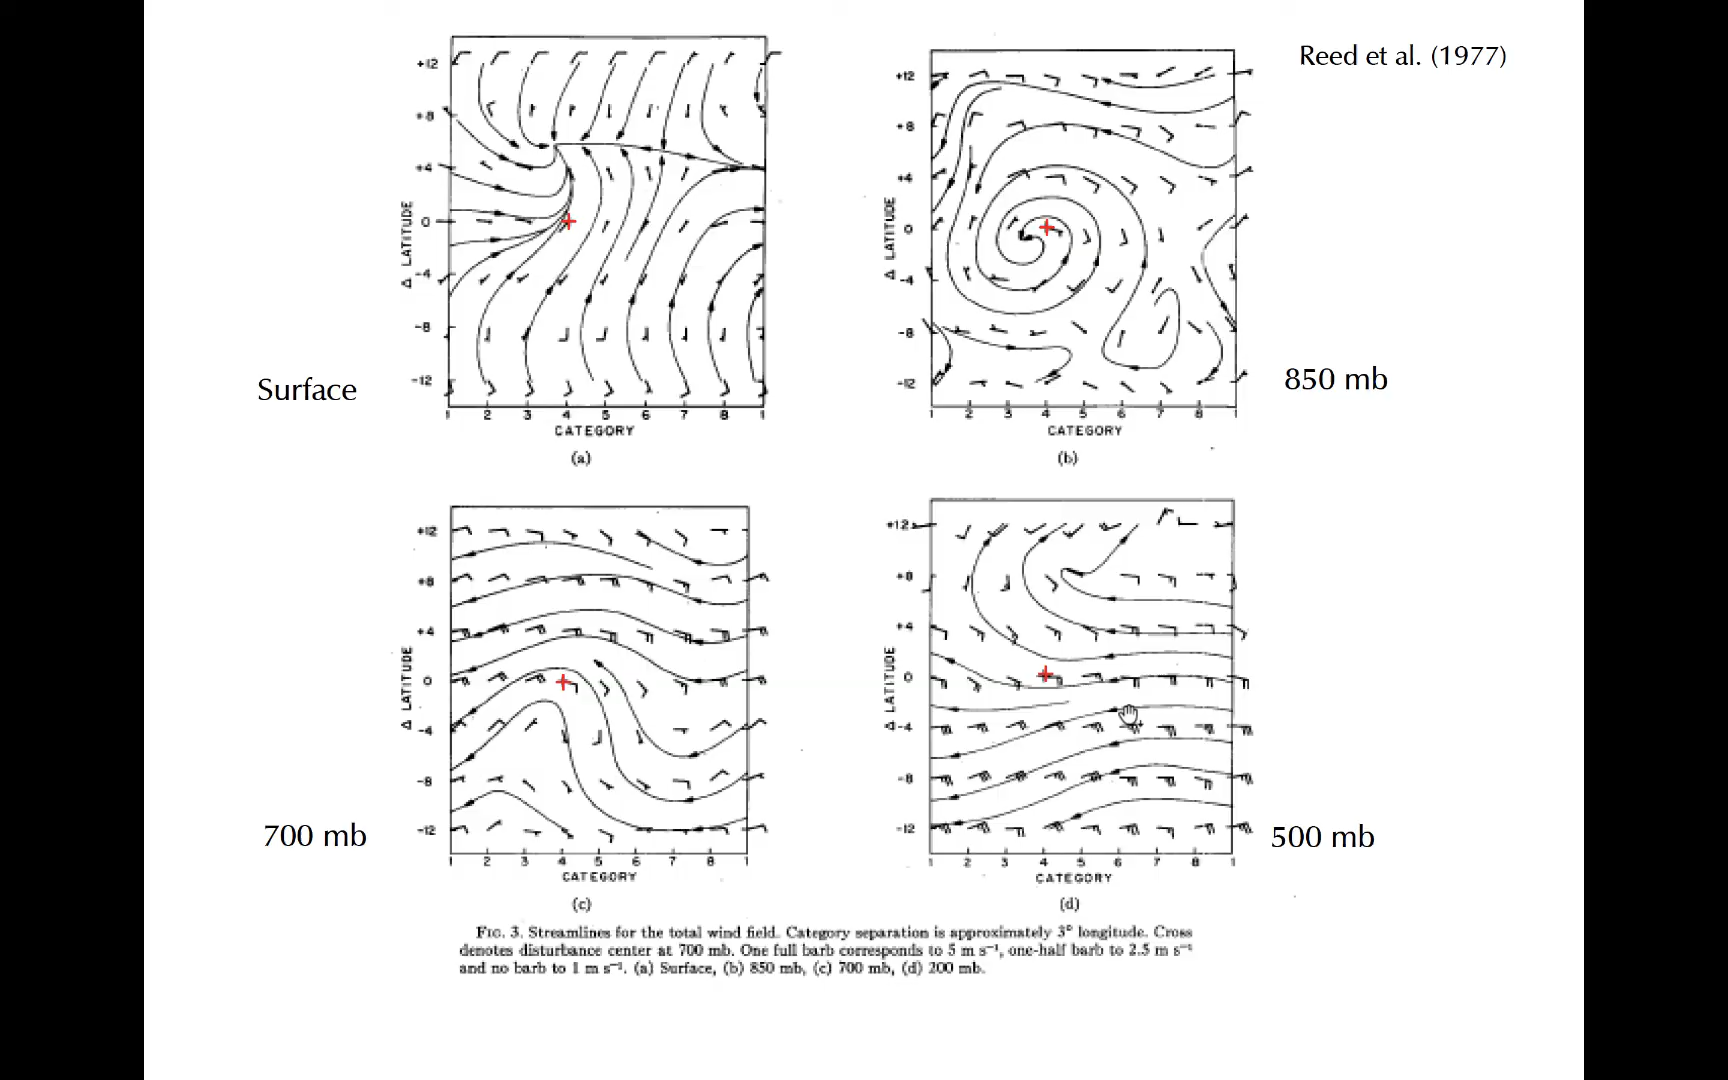 Reed et al. (1977)
+12
+8
+4
0
-4
-8
-12
Δ LATITUDE
1 2 3 4 5 6 7 8 1
CATEGORY
(a)
Surface
+12
+8
+4
0
-4
-8
-12
Δ LATITUDE
1 2 3 4 5 6 7 8 1
CATEGORY
(b)
850 mb
+12
+8
+4
0
-4
-8
-12
Δ LATITUDE
1 2 3 4 5 6 7 8 1
CATEGORY
(c)
700 mb
+12
+8
+4
0
-4
-8
-12
Δ LATITUDE
1 2 3 4 5 6 7 8 1
CATEGORY
(d)
500 mb
FIG. 3. Streamlines for the total wind field. Category separation is approximately 3° longitude. Cross
denotes disturbance center at 700 mb. One full barb corresponds to 5 m s⁻¹, one-half barb to 2.5 m s⁻¹
and no barb to 1 m s⁻¹. (a) Surface, (b) 850 mb, (c) 700 mb, (d) 200 mb.